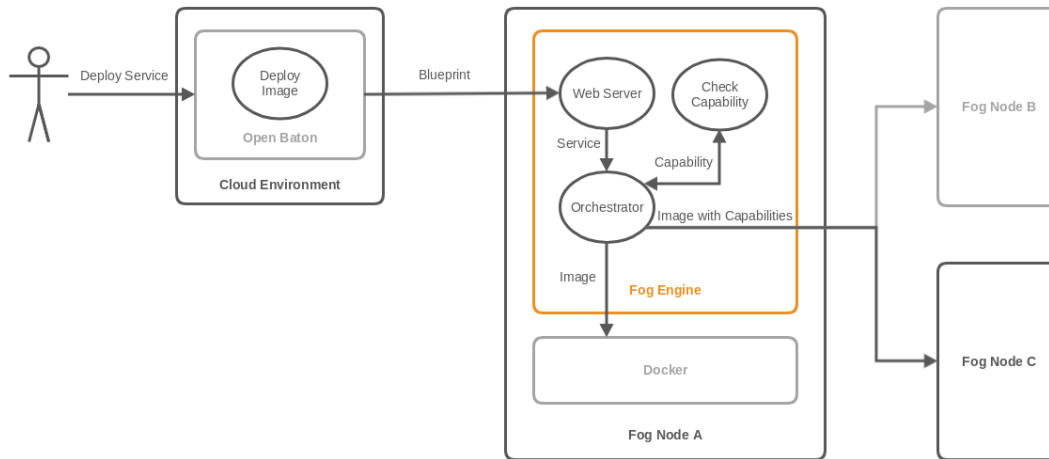 Deploy Service
Deploy
Image
Open Baton
Cloud Environment
Blueprint
Web Server
Check
Capability
Service
Capability
Orchestrator
Image with Capabilities
Image
Fog Engine
Docker
Fog Node A
Fog Node B
Fog Node C